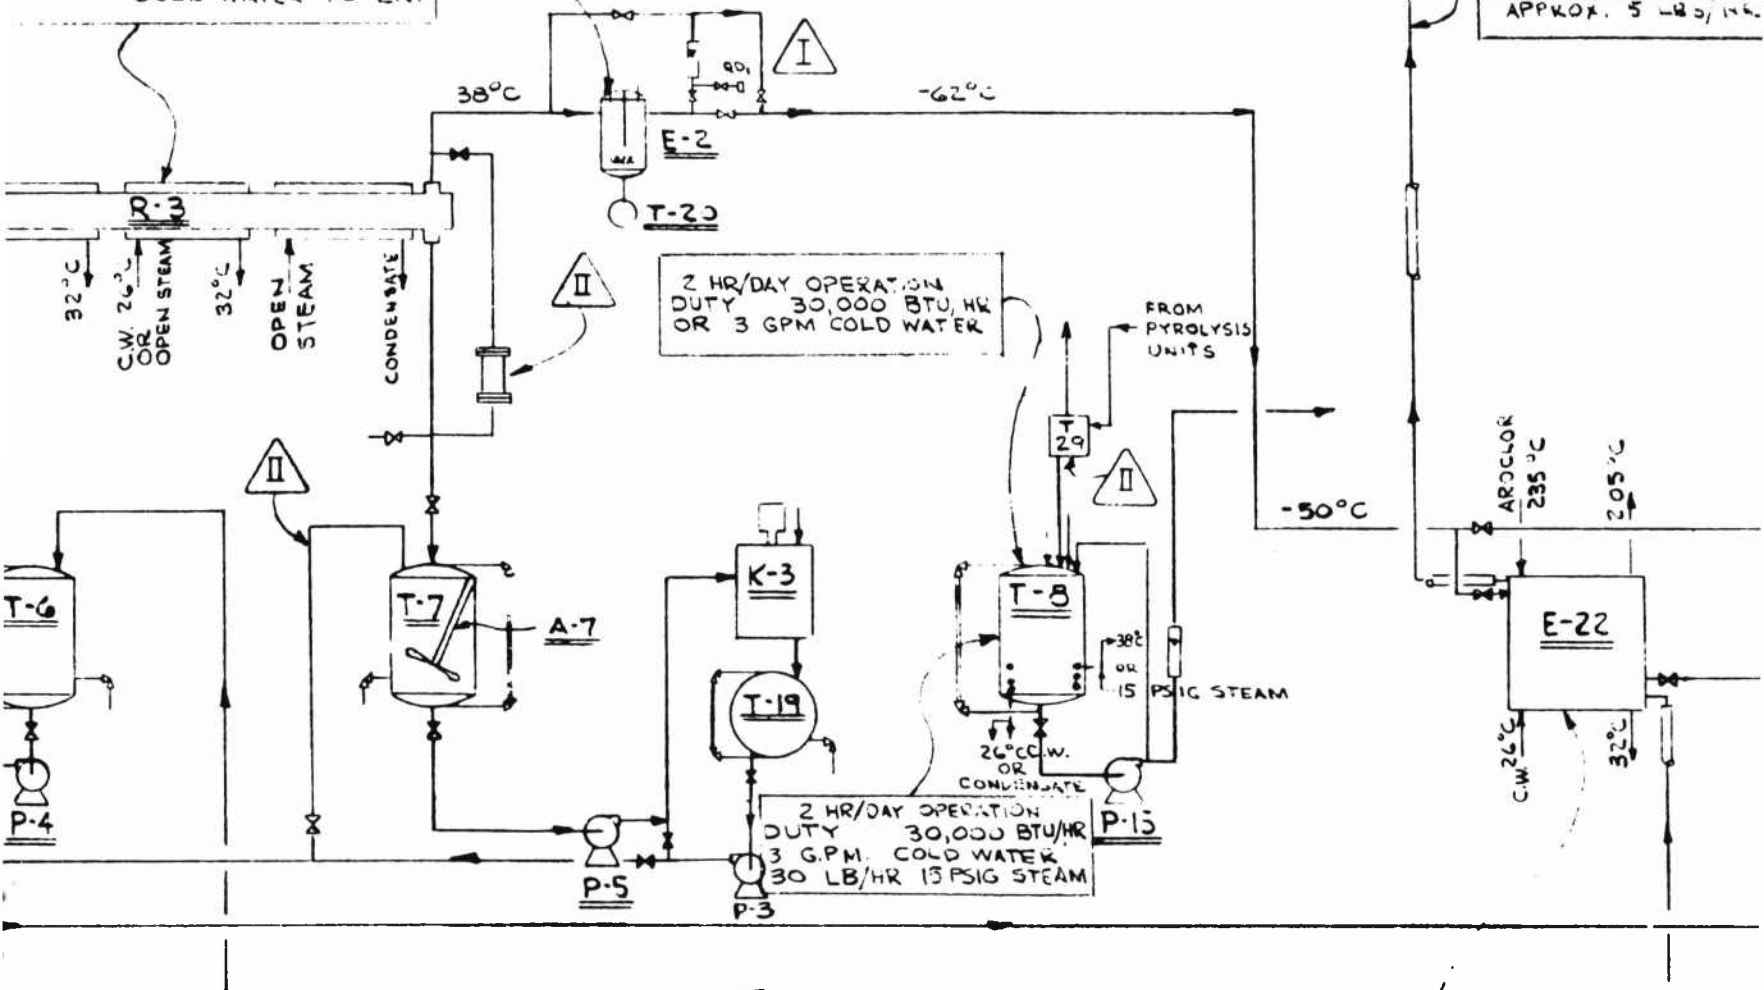 COLD WATER
APPROX. 5 LBS/HR.
I
38°C
-62°C
E-2
R-3
T-20
32°C
C.W. 26°C
OR
OPEN STEAM
32°C
OPEN
STEAM
CONDENSATE
II
2 HR/DAY OPERATION
DUTY 30,000 BTU/HR
OR 3 GPM COLD WATER
FROM
PYROLYSIS
UNITS
T
29
II
II
AROCLOR
235°C
205°C
-50°C
T-6
T-7
A-7
K-3
T-8
E-22
38°C
OR
15 PSIG STEAM
T-19
26°C C.W.
OR
CONDENSATE
C.W. 26°C
32°C
P-4
P-5
P-3
P-15
2 HR/DAY OPERATION
DUTY 30,000 BTU/HR
3 G.P.M. COLD WATER
30 LB/HR 15 PSIG STEAM